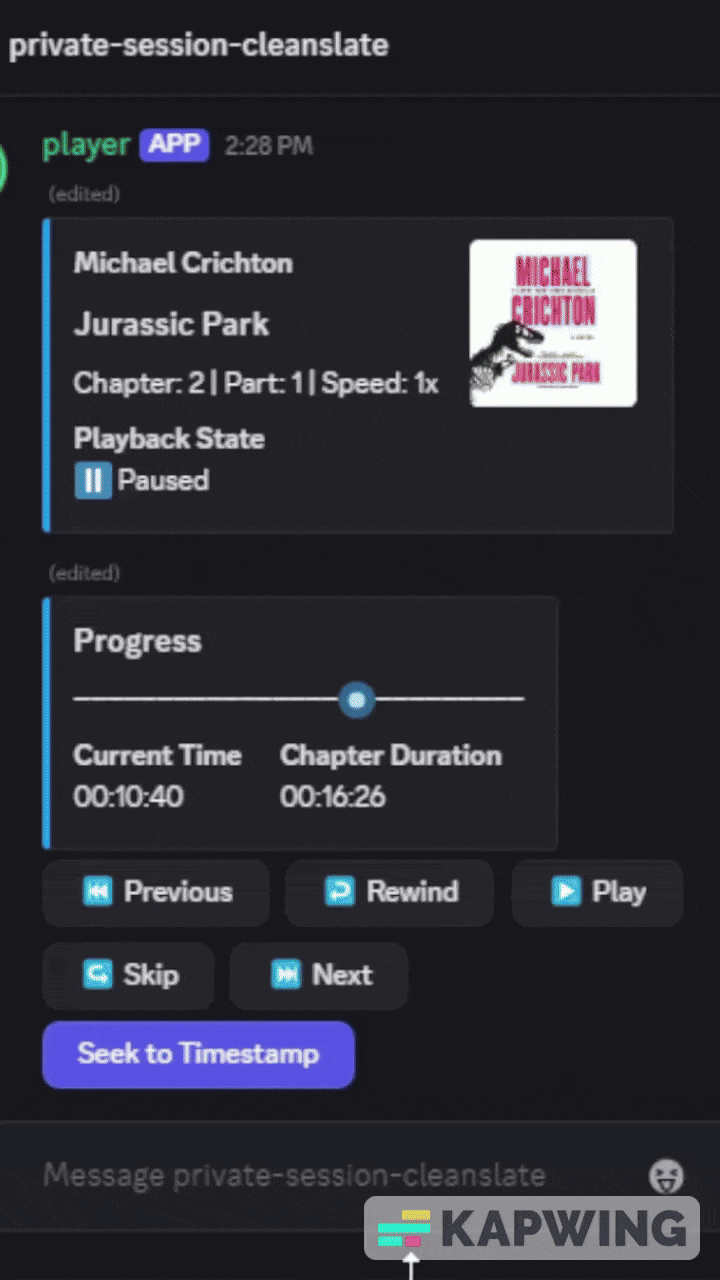 private-session-cleanslate
player APP 2:28 PM
(edited)
Michael Crichton
Jurassic Park
Chapter: 2 | Part: 1 | Speed: 1x
Playback State
Paused
MICHAEL
CRICHTON
JURASSIC PARK
(edited)
Progress
Current Time Chapter Duration
00:10:40 00:16:26
Previous Rewind Play
Skip Next
Seek to Timestamp
Message private-session-cleanslate
KAPWING